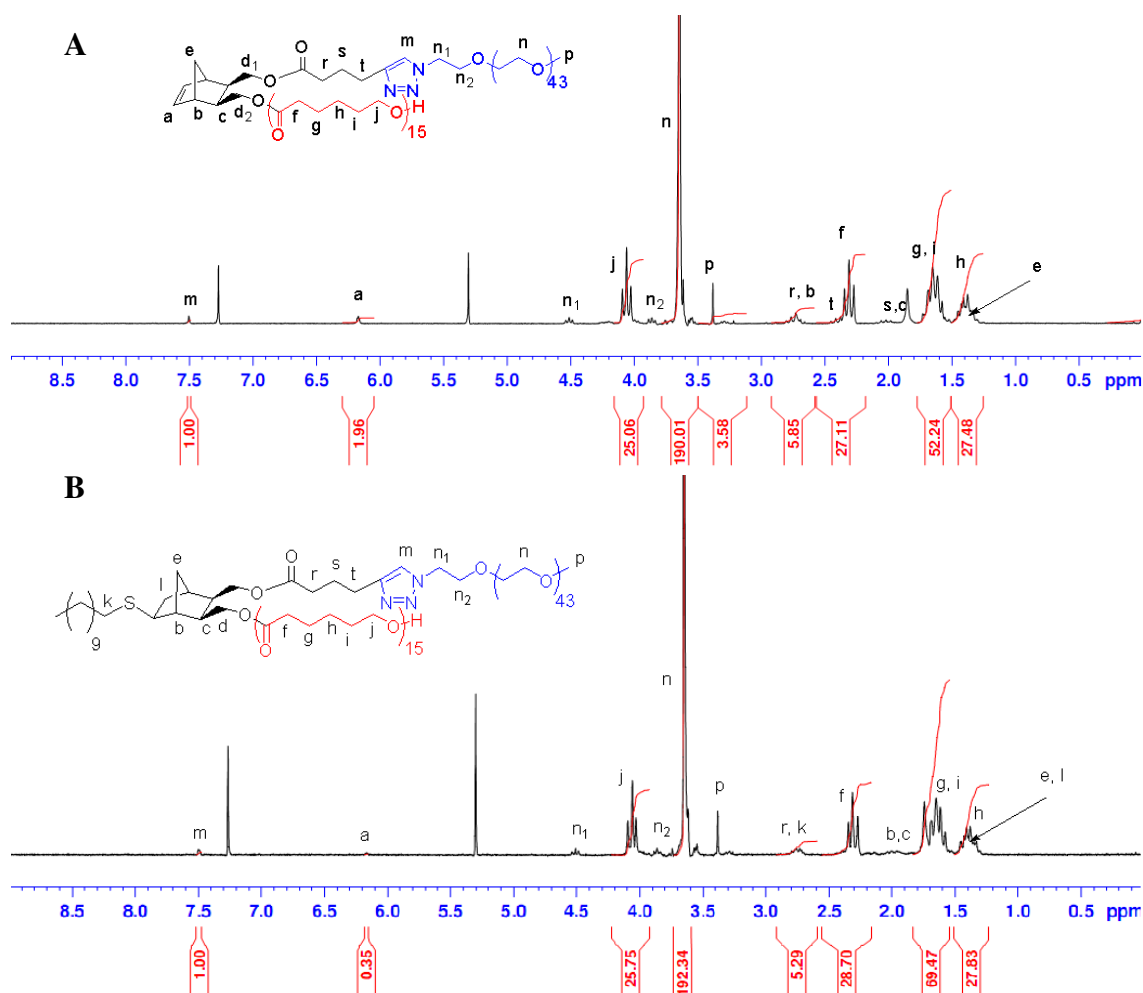 A
e d₁ O r s t m n₁ O n p
O N n₂ O 43
N N
a b c d₂ O O f g h i j O H 15
n
m a n₁ j n₂ p r, b t f s,c g, i h e
8.5 8.0 7.5 7.0 6.5 6.0 5.5 5.0 4.5 4.0 3.5 3.0 2.5 2.0 1.5 1.0 0.5 ppm
1.00 1.96 25.06 190.01 3.58 5.85 27.11 52.24 27.48
B
e O r s t m n₁ O n p
l k S O N n₂ O 43
9 N N
b c d O O f g h i j O H 15
n
m a n₁ j n₂ p r, k f b,c g, i h e, l
8.5 8.0 7.5 7.0 6.5 6.0 5.5 5.0 4.5 4.0 3.5 3.0 2.5 2.0 1.5 1.0 0.5 ppm
1.00 0.35 25.75 192.34 5.29 28.70 69.47 27.83